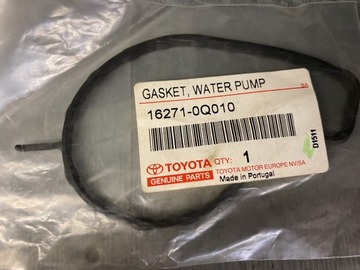 GASKET, WATER PUMP
16271-0Q010
TOYOTA QTY: 1
GENUINE PARTS TOYOTA MOTOR EUROPE NV/SA
Made in Portugal
D1511